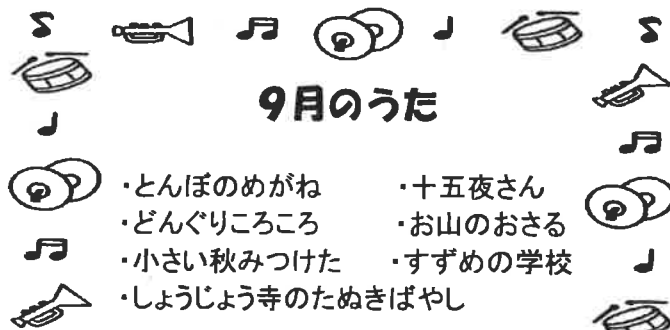 9月のうた
・とんぼのめがね ・十五夜さん
・どんぐりころころ ・お山のおさる
・小さい秋みつけた ・すずめの学校
・しょうじょう寺のたぬきばやし